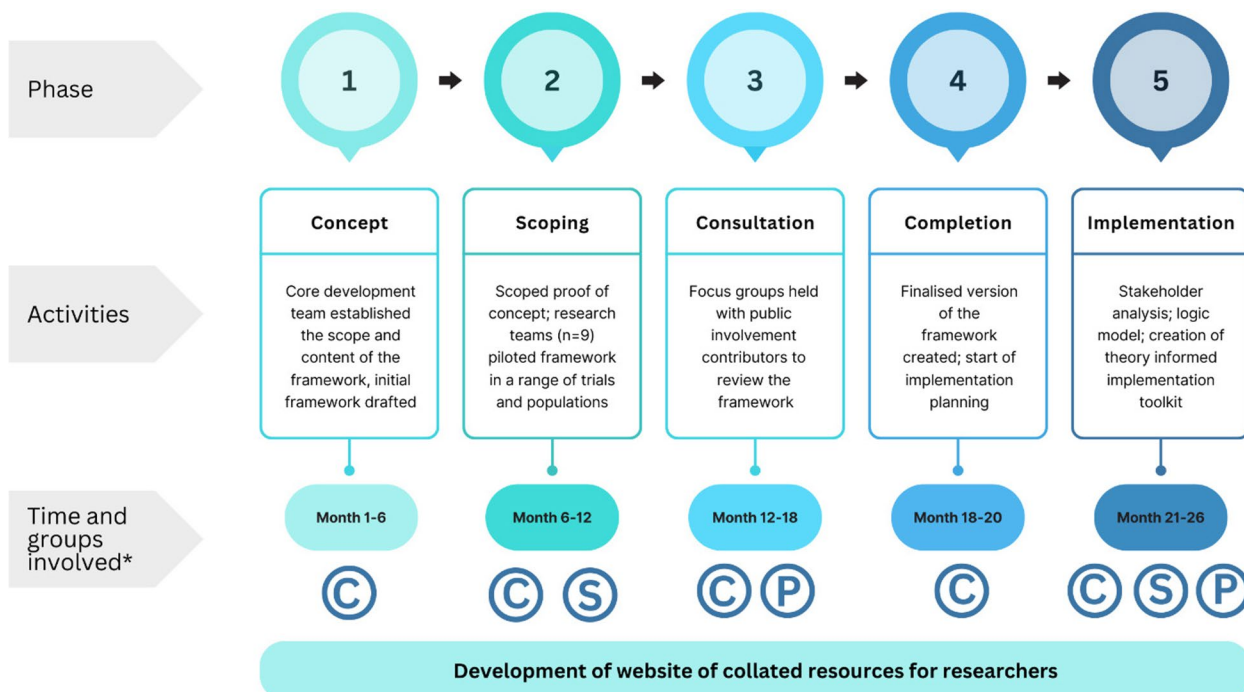 Phase
1
2
3
4
5
Activities
Concept
Core development
team established
the scope and
content of the
framework, initial
framework drafted
Scoping
Scoped proof of
concept; research
teams (n=9)
piloted framework
in a range of trials
and populations
Consultation
Focus groups held
with public
involvement
contributors to
review the
framework
Completion
Finalised version
of the
framework
created; start of
implementation
planning
Implementation
Stakeholder
analysis; logic
model; creation of
theory informed
implementation
toolkit
Time and
groups
involved*
Month 1-6
Month 6-12
Month 12-18
Month 18-20
Month 21-26
C
C S
C P
C
C S P
Development of website of collated resources for researchers